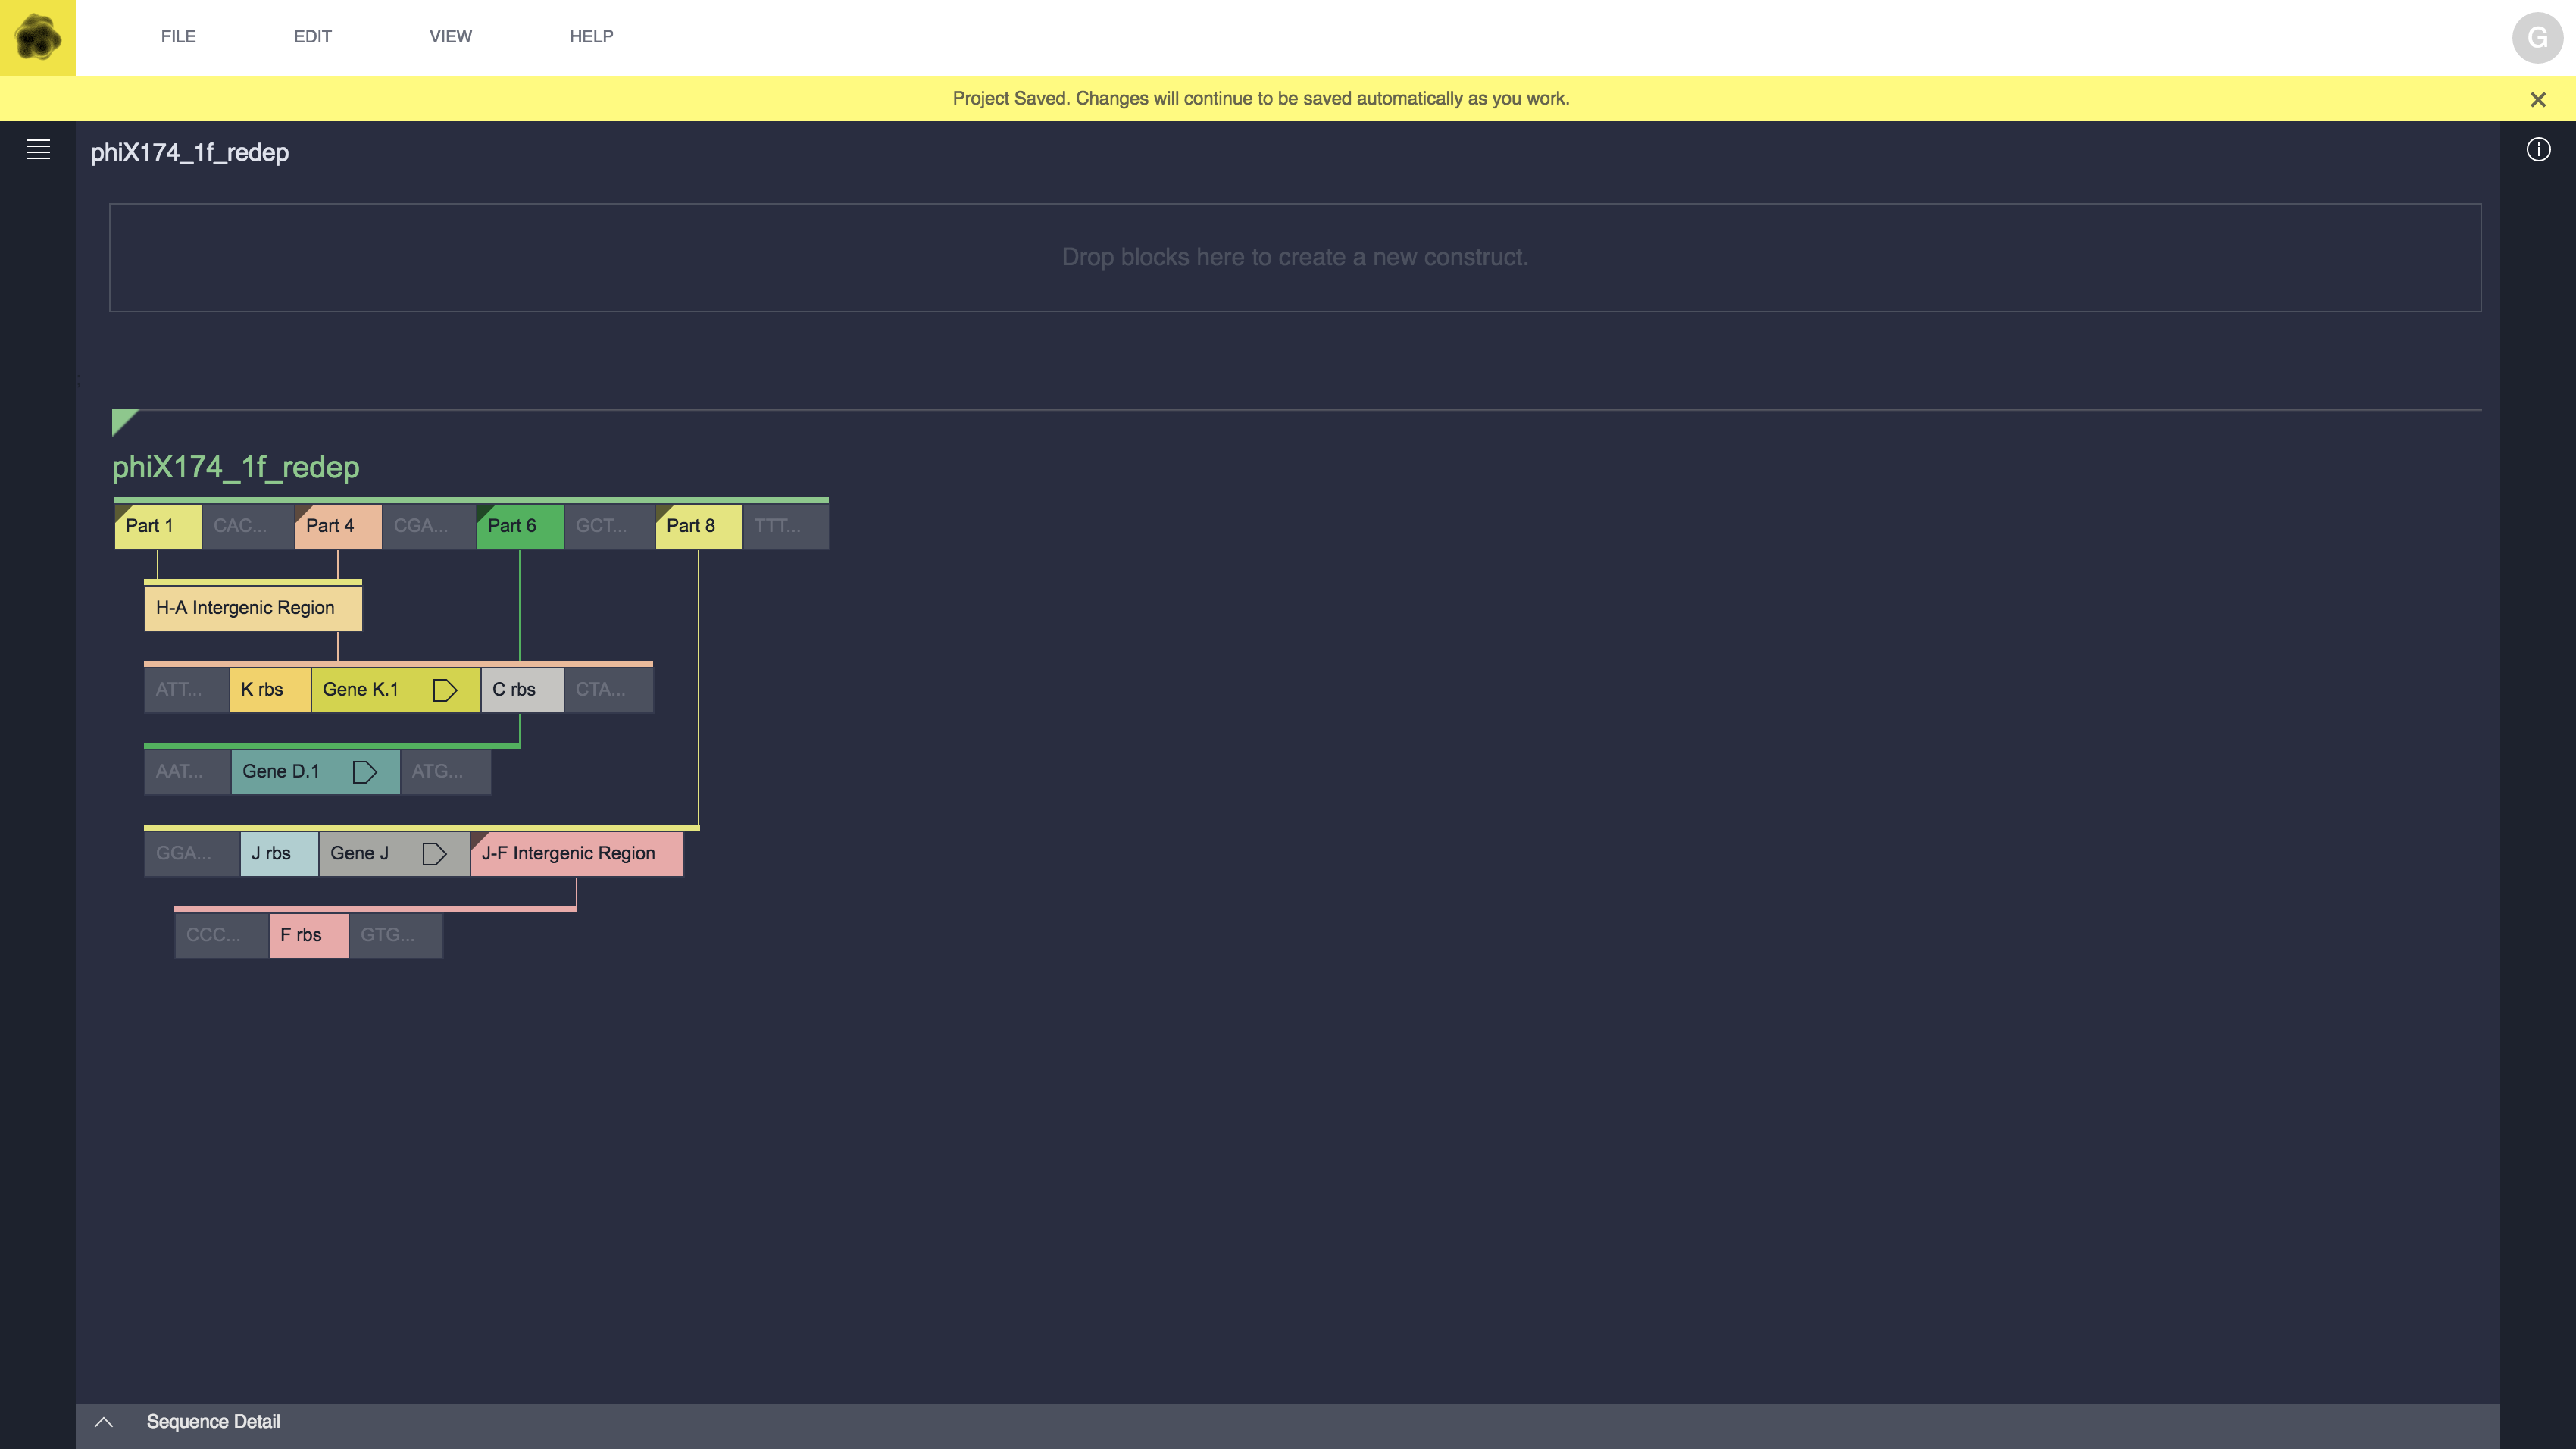 FILE EDIT VIEW HELP G
Project Saved. Changes will continue to be saved automatically as you work.
phiX174_1f_redep
Drop blocks here to create a new construct.
phiX174_1f_redep
Part 1 CAC... Part 4 CGA... Part 6 GCT... Part 8 TTT...
H-A Intergenic Region
ATT... K rbs Gene K.1 C rbs CTA...
AAT... Gene D.1 ATG...
GGA... J rbs Gene J J-F Intergenic Region
CCC... F rbs GTG...
Sequence Detail